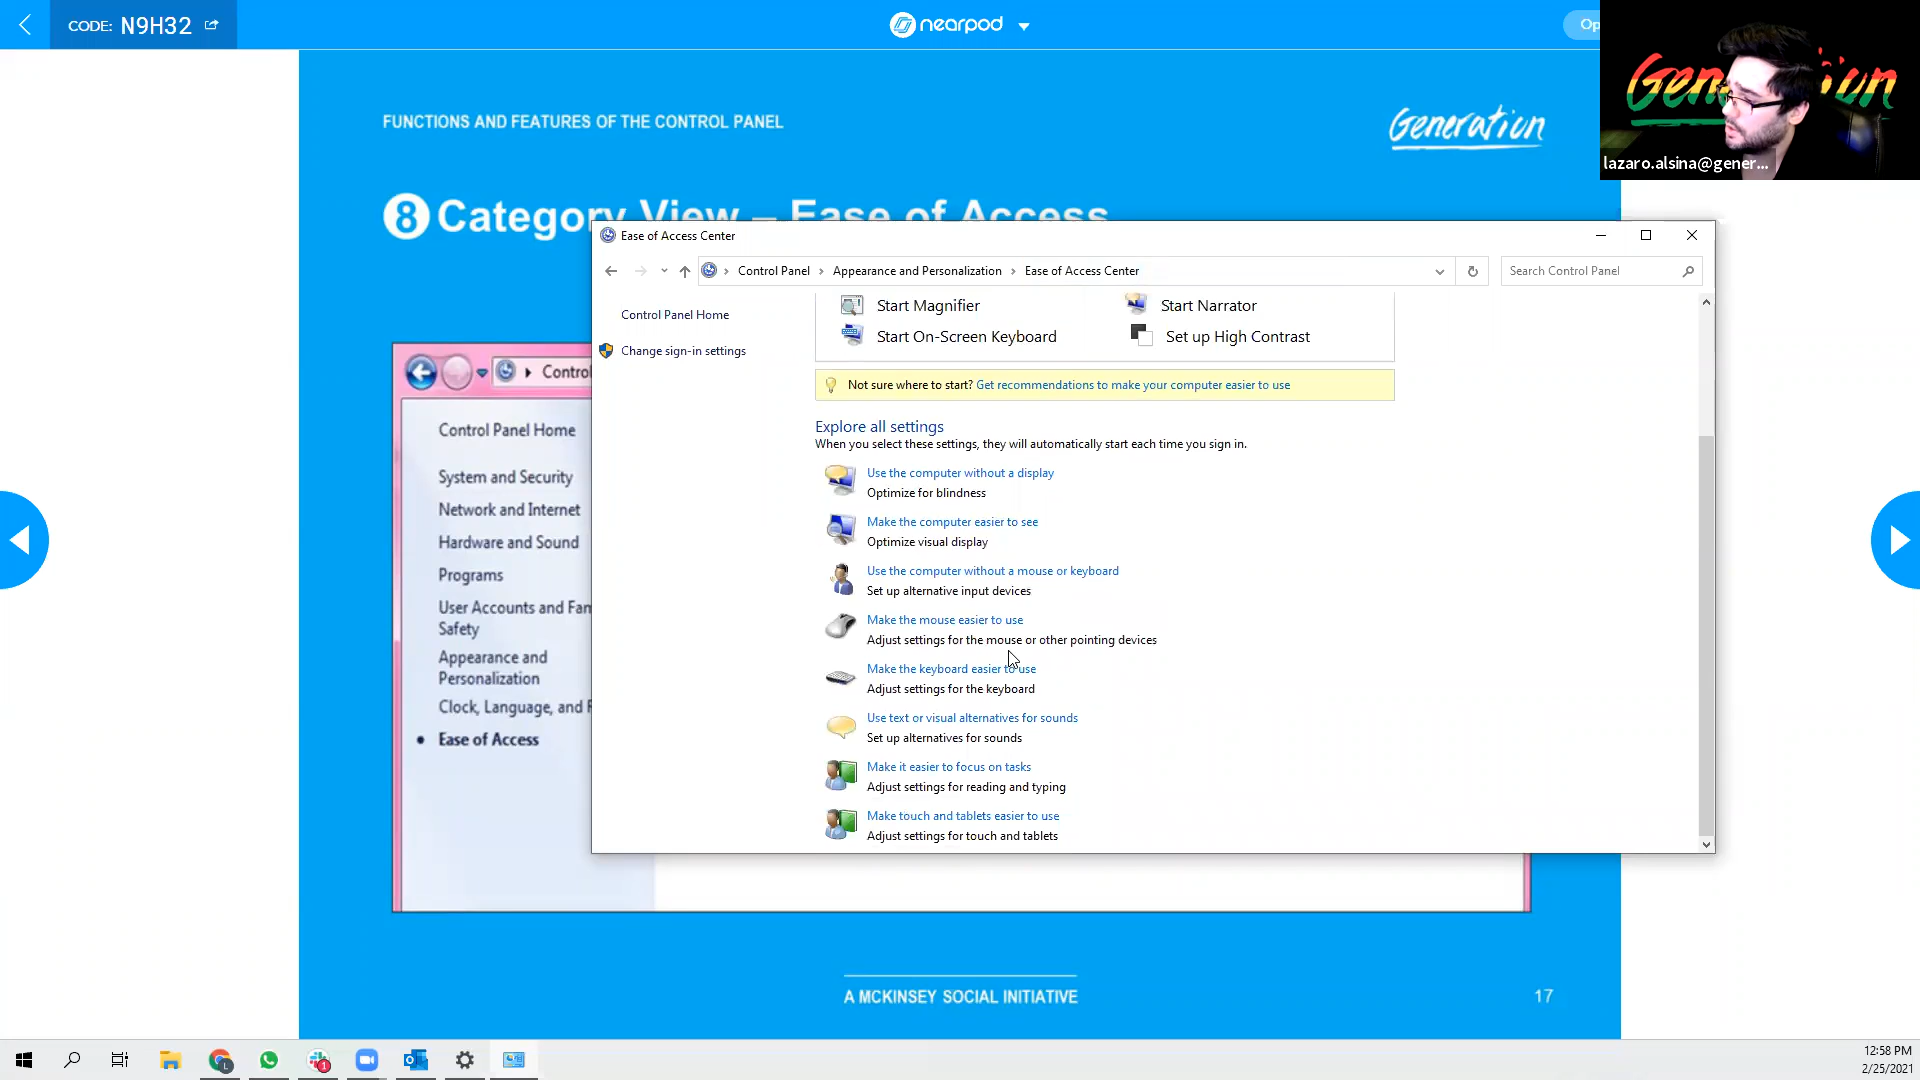 CODE: N9H32
nearpod
Op
Generation
lazaro.alsina@gener...
FUNCTIONS AND FEATURES OF THE CONTROL PANEL
Generation
8 Category View – Ease of Access
Ease of Access Center
Control Panel
Appearance and Personalization
Ease of Access Center
Search Control Panel
Control Panel Home
Change sign-in settings
Start Magnifier
Start Narrator
Start On-Screen Keyboard
Set up High Contrast
Not sure where to start? Get recommendations to make your computer easier to use
Explore all settings
When you select these settings, they will automatically start each time you sign in.
Use the computer without a display
Optimize for blindness
Make the computer easier to see
Optimize visual display
Use the computer without a mouse or keyboard
Set up alternative input devices
Make the mouse easier to use
Adjust settings for the mouse or other pointing devices
Make the keyboard easier to use
Adjust settings for the keyboard
Use text or visual alternatives for sounds
Set up alternatives for sounds
Make it easier to focus on tasks
Adjust settings for reading and typing
Make touch and tablets easier to use
Adjust settings for touch and tablets
Contro
Control Panel Home
System and Security
Network and Internet
Hardware and Sound
Programs
User Accounts and Fam
Safety
Appearance and
Personalization
Clock, Language, and R
• Ease of Access
A MCKINSEY SOCIAL INITIATIVE
17
L
1
12:58 PM
2/25/2021